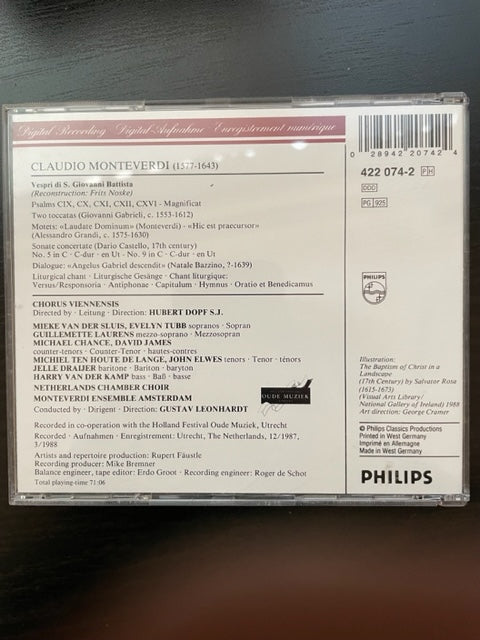 Digital Recording · Digital-Aufnahme · Enregistrement numérique
CLAUDIO MONTEVERDI (1577-1643)
Vespri di S. Giovanni Battista
(Reconstruction: Frits Noske)
Psalms CIX, CX, CXI, CXII, CXVI - Magnificat
Two toccatas (Giovanni Gabrieli, c. 1553-1612)
Motets: «Laudate Dominum» (Monteverdi) - «Hic est praecursor»
(Alessandro Grandi, c. 1575-1630)
Sonate concertate (Dario Castello, 17th century)
No. 5 in C · C-dur · en Ut - No. 9 in C · C-dur · en Ut
Dialogue: «Angelus Gabriel descendit» (Natale Bazzino, ?-1639)
Liturgical chant · Liturgische Gesänge · Chant liturgique:
Versus/Responsoria · Antiphonae · Capitulum · Hymnus · Oratio et Benedicamus
CHORUS VIENNENSIS
Directed by · Leitung · Direction: HUBERT DOPF S.J.
MIEKE VAN DER SLUIS, EVELYN TUBB sopranos · Sopran
GUILLEMETTE LAURENS mezzo-soprano · Mezzosopran
MICHAEL CHANCE, DAVID JAMES
counter-tenors · Counter-Tenor · hautes-contres
MICHIEL TEN HOUTE DE LANGE, JOHN ELWES tenors · Tenor · ténors
JELLE DRAIJER baritone · Bariton · baryton
HARRY VAN DER KAMP bass · Baß · basse
NETHERLANDS CHAMBER CHOIR
MONTEVERDI ENSEMBLE AMSTERDAM
Conducted by · Dirigent · Direction: GUSTAV LEONHARDT
OUDE MUZIEK
Recorded in co-operation with the Holland Festival Oude Muziek, Utrecht
Recorded · Aufnahmen · Enregistrement: Utrecht, The Netherlands, 12/1987,
3/1988
Artists and repertoire production: Rupert Fäustle
Recording producer: Mike Bremner
Balance engineer, tape editor: Erdo Groot · Recording engineer: Roger de Schot
Total playing-time 71:06
0 28942 20742 4
422 074-2 PH
DDD
PG 925
PHILIPS
Illustration:
The Baptism of Christ in a
Landscape
(17th Century) by Salvator Rosa
(1615-1673)
(Visual Arts Library/
National Gallery of Ireland) 1988
Art direction: George Cramer
℗ Philips Classics Productions
Printed in West Germany
Imprimé en Allemagne
Made in West Germany
PHILIPS